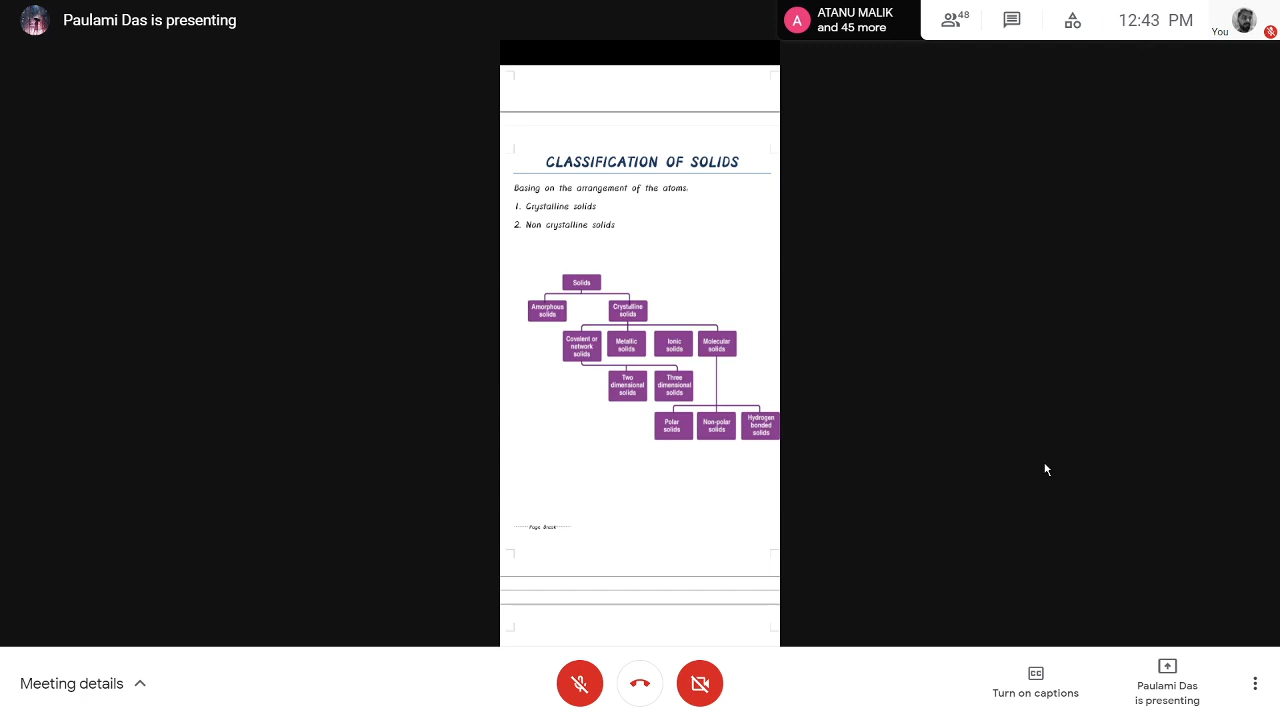 Paulami Das is presenting
A
ATANU MALIK
and 45 more
48
12:43 PM
You
CLASSIFICATION OF SOLIDS
Basing on the arrangement of the atoms.
1. Crystalline solids
2. Non crystalline solids
Solids
Amorphous
solids
Crystalline
solids
Covalent or
network
solids
Metallic
solids
Ionic
solids
Molecular
solids
Two
dimensional
solids
Three
dimensional
solids
Polar
solids
Non-polar
solids
Hydrogen
bonded
solids
Page Break
Meeting details
CC
Turn on captions
Paulami Das
is presenting